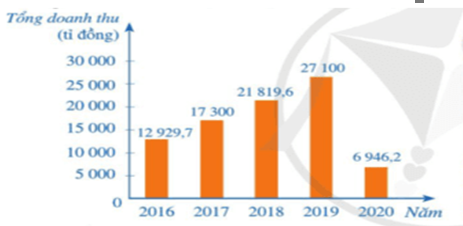 Tổng doanh thu
(tỉ đồng)
30 000
27 100
25 000
21 819,6
20 000
17 300
15 000
12 929,7
10 000
6 946,2
5 000
O
2016 2017 2018 2019 2020 Năm